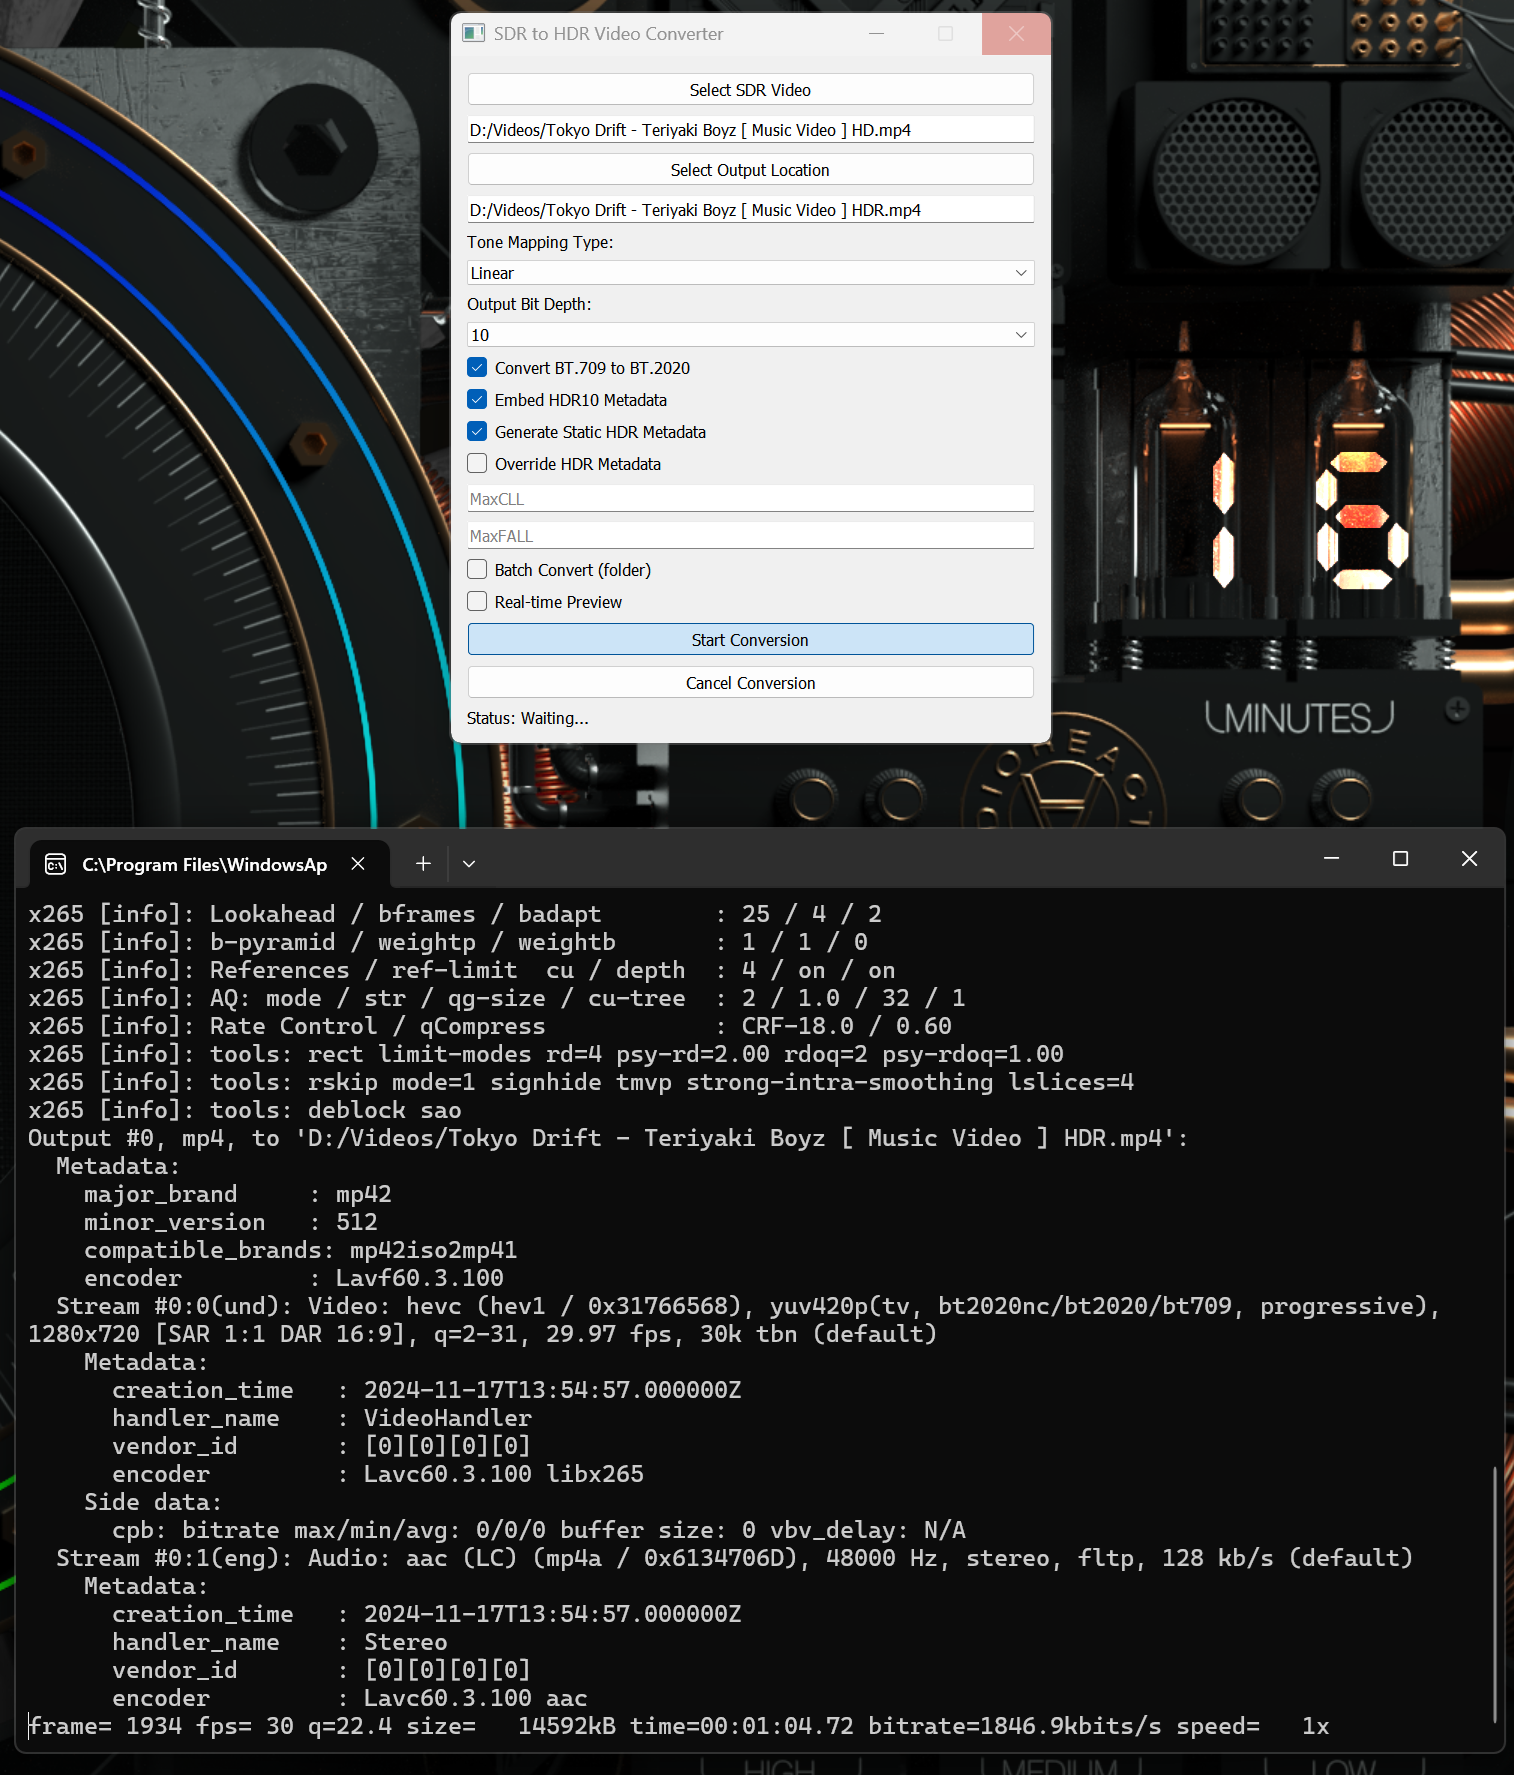 SDR to HDR Video Converter
Select SDR Video
D:/Videos/Tokyo Drift - Teriyaki Boyz [ Music Video ] HD.mp4
Select Output Location
D:/Videos/Tokyo Drift - Teriyaki Boyz [ Music Video ] HDR.mp4
Tone Mapping Type:
Linear
Output Bit Depth:
10
Convert BT.709 to BT.2020
Embed HDR10 Metadata
Generate Static HDR Metadata
Override HDR Metadata
MaxCLL
MaxFALL
Batch Convert (folder)
Real-time Preview
Start Conversion
Cancel Conversion
Status: Waiting...
16
MINUTES
DIOREACT
C:\Program Files\WindowsAp
x265 [info]: Lookahead / bframes / badapt        : 25 / 4 / 2
x265 [info]: b-pyramid / weightp / weightb       : 1 / 1 / 0
x265 [info]: References / ref-limit  cu / depth  : 4 / on / on
x265 [info]: AQ: mode / str / qg-size / cu-tree  : 2 / 1.0 / 32 / 1
x265 [info]: Rate Control / qCompress            : CRF-18.0 / 0.60
x265 [info]: tools: rect limit-modes rd=4 psy-rd=2.00 rdoq=2 psy-rdoq=1.00
x265 [info]: tools: rskip mode=1 signhide tmvp strong-intra-smoothing lslices=4
x265 [info]: tools: deblock sao
Output #0, mp4, to 'D:/Videos/Tokyo Drift - Teriyaki Boyz [ Music Video ] HDR.mp4':
  Metadata:
    major_brand     : mp42
    minor_version   : 512
    compatible_brands: mp42iso2mp41
    encoder         : Lavf60.3.100
  Stream #0:0(und): Video: hevc (hev1 / 0x31766568), yuv420p(tv, bt2020nc/bt2020/bt709, progressive),
1280x720 [SAR 1:1 DAR 16:9], q=2-31, 29.97 fps, 30k tbn (default)
    Metadata:
      creation_time   : 2024-11-17T13:54:57.000000Z
      handler_name    : VideoHandler
      vendor_id       : [0][0][0][0]
      encoder         : Lavc60.3.100 libx265
    Side data:
      cpb: bitrate max/min/avg: 0/0/0 buffer size: 0 vbv_delay: N/A
  Stream #0:1(eng): Audio: aac (LC) (mp4a / 0x6134706D), 48000 Hz, stereo, fltp, 128 kb/s (default)
    Metadata:
      creation_time   : 2024-11-17T13:54:57.000000Z
      handler_name    : Stereo
      vendor_id       : [0][0][0][0]
      encoder         : Lavc60.3.100 aac
frame= 1934 fps= 30 q=22.4 size=   14592kB time=00:01:04.72 bitrate=1846.9kbits/s speed=   1x
HIGH MEDIUM LOW